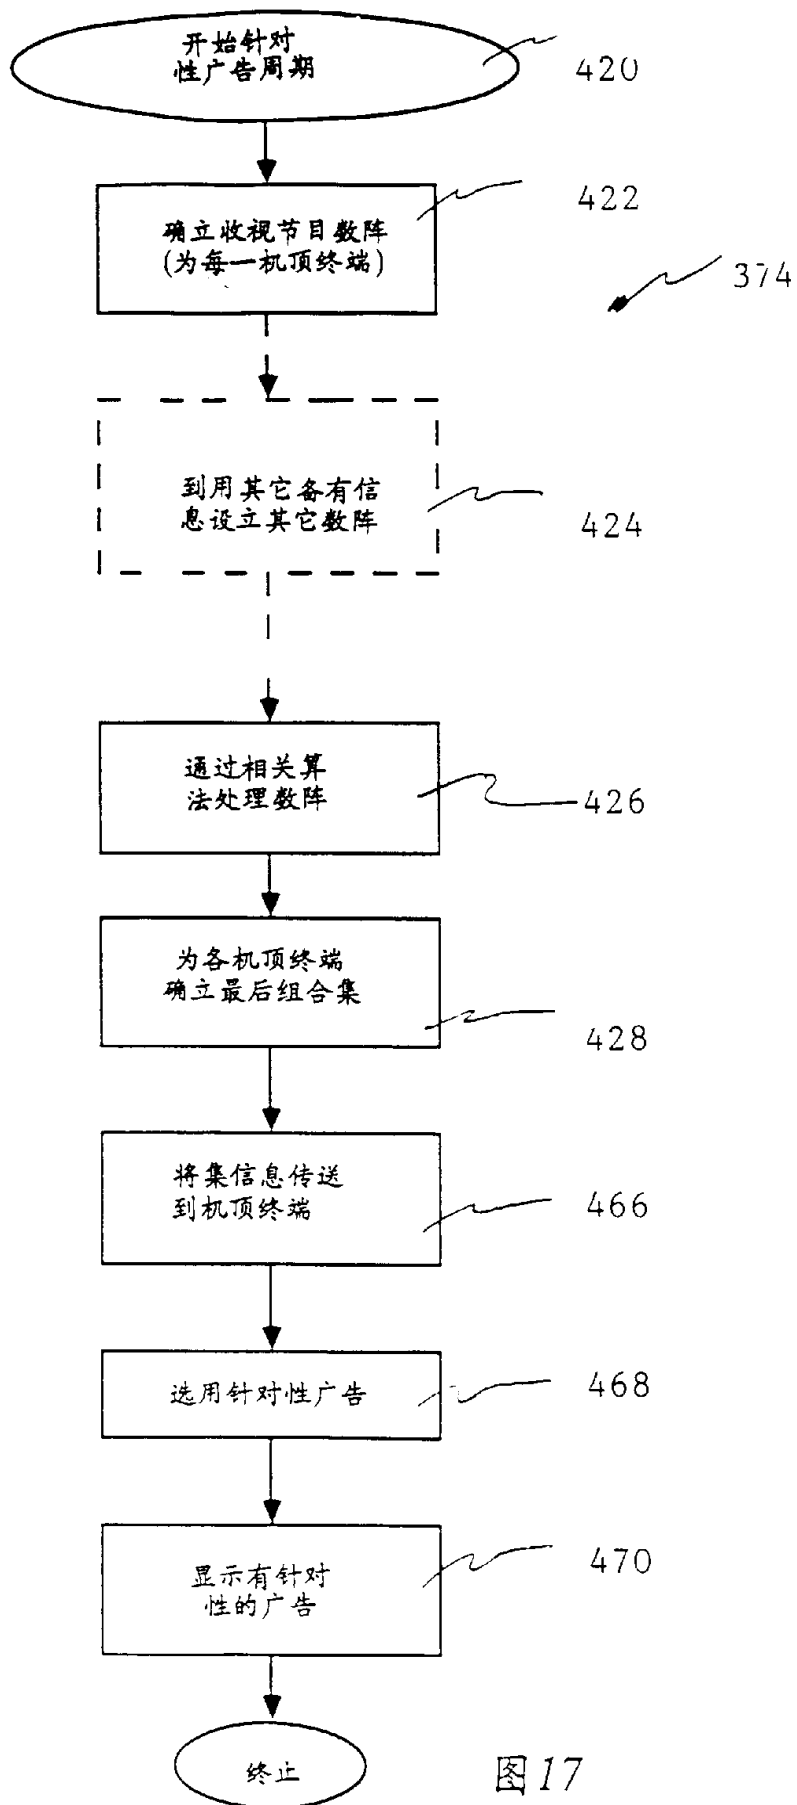 开始针对
性广告周期
420
确立收视节目数阵
(为每一机顶终端)
422
374
到用其它备有信
息设立其它数阵
424
通过相关算
法处理数阵
426
为各机顶终端
确立最后组合集
428
将集信息传送
到机顶终端
466
选用针对性广告
468
显示有针对
性的广告
470
终止
图17